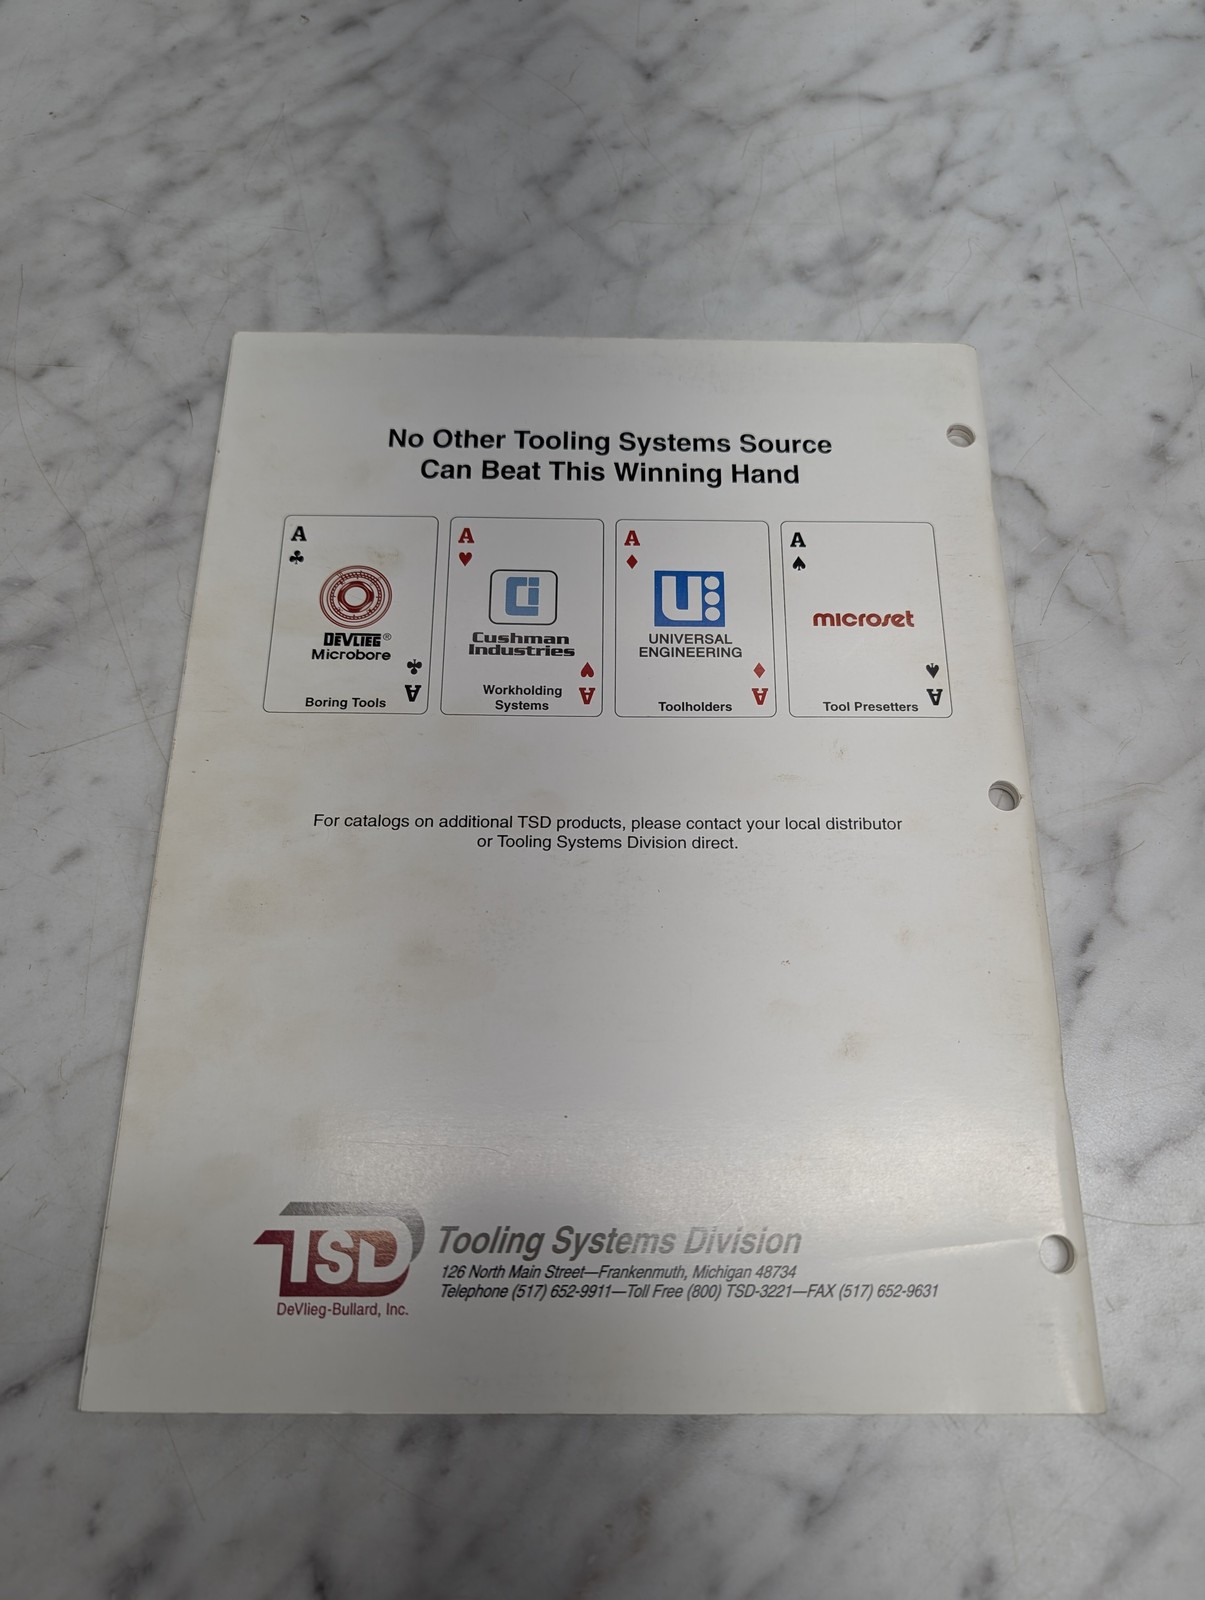 No Other Tooling Systems Source
Can Beat This Winning Hand
A
DEVLIEG®
Microbore
Boring Tools
A
A
Ci
Cushman
Industries
Workholding
Systems
A
A
U
UNIVERSAL
ENGINEERING
Toolholders
A
A
microset
Tool Presetters
A
For catalogs on additional TSD products, please contact your local distributor
or Tooling Systems Division direct.
TSD
DeVlieg-Bullard, Inc.
Tooling Systems Division
126 North Main Street—Frankenmuth, Michigan 48734
Telephone (517) 652-9911—Toll Free (800) TSD-3221—FAX (517) 652-9631